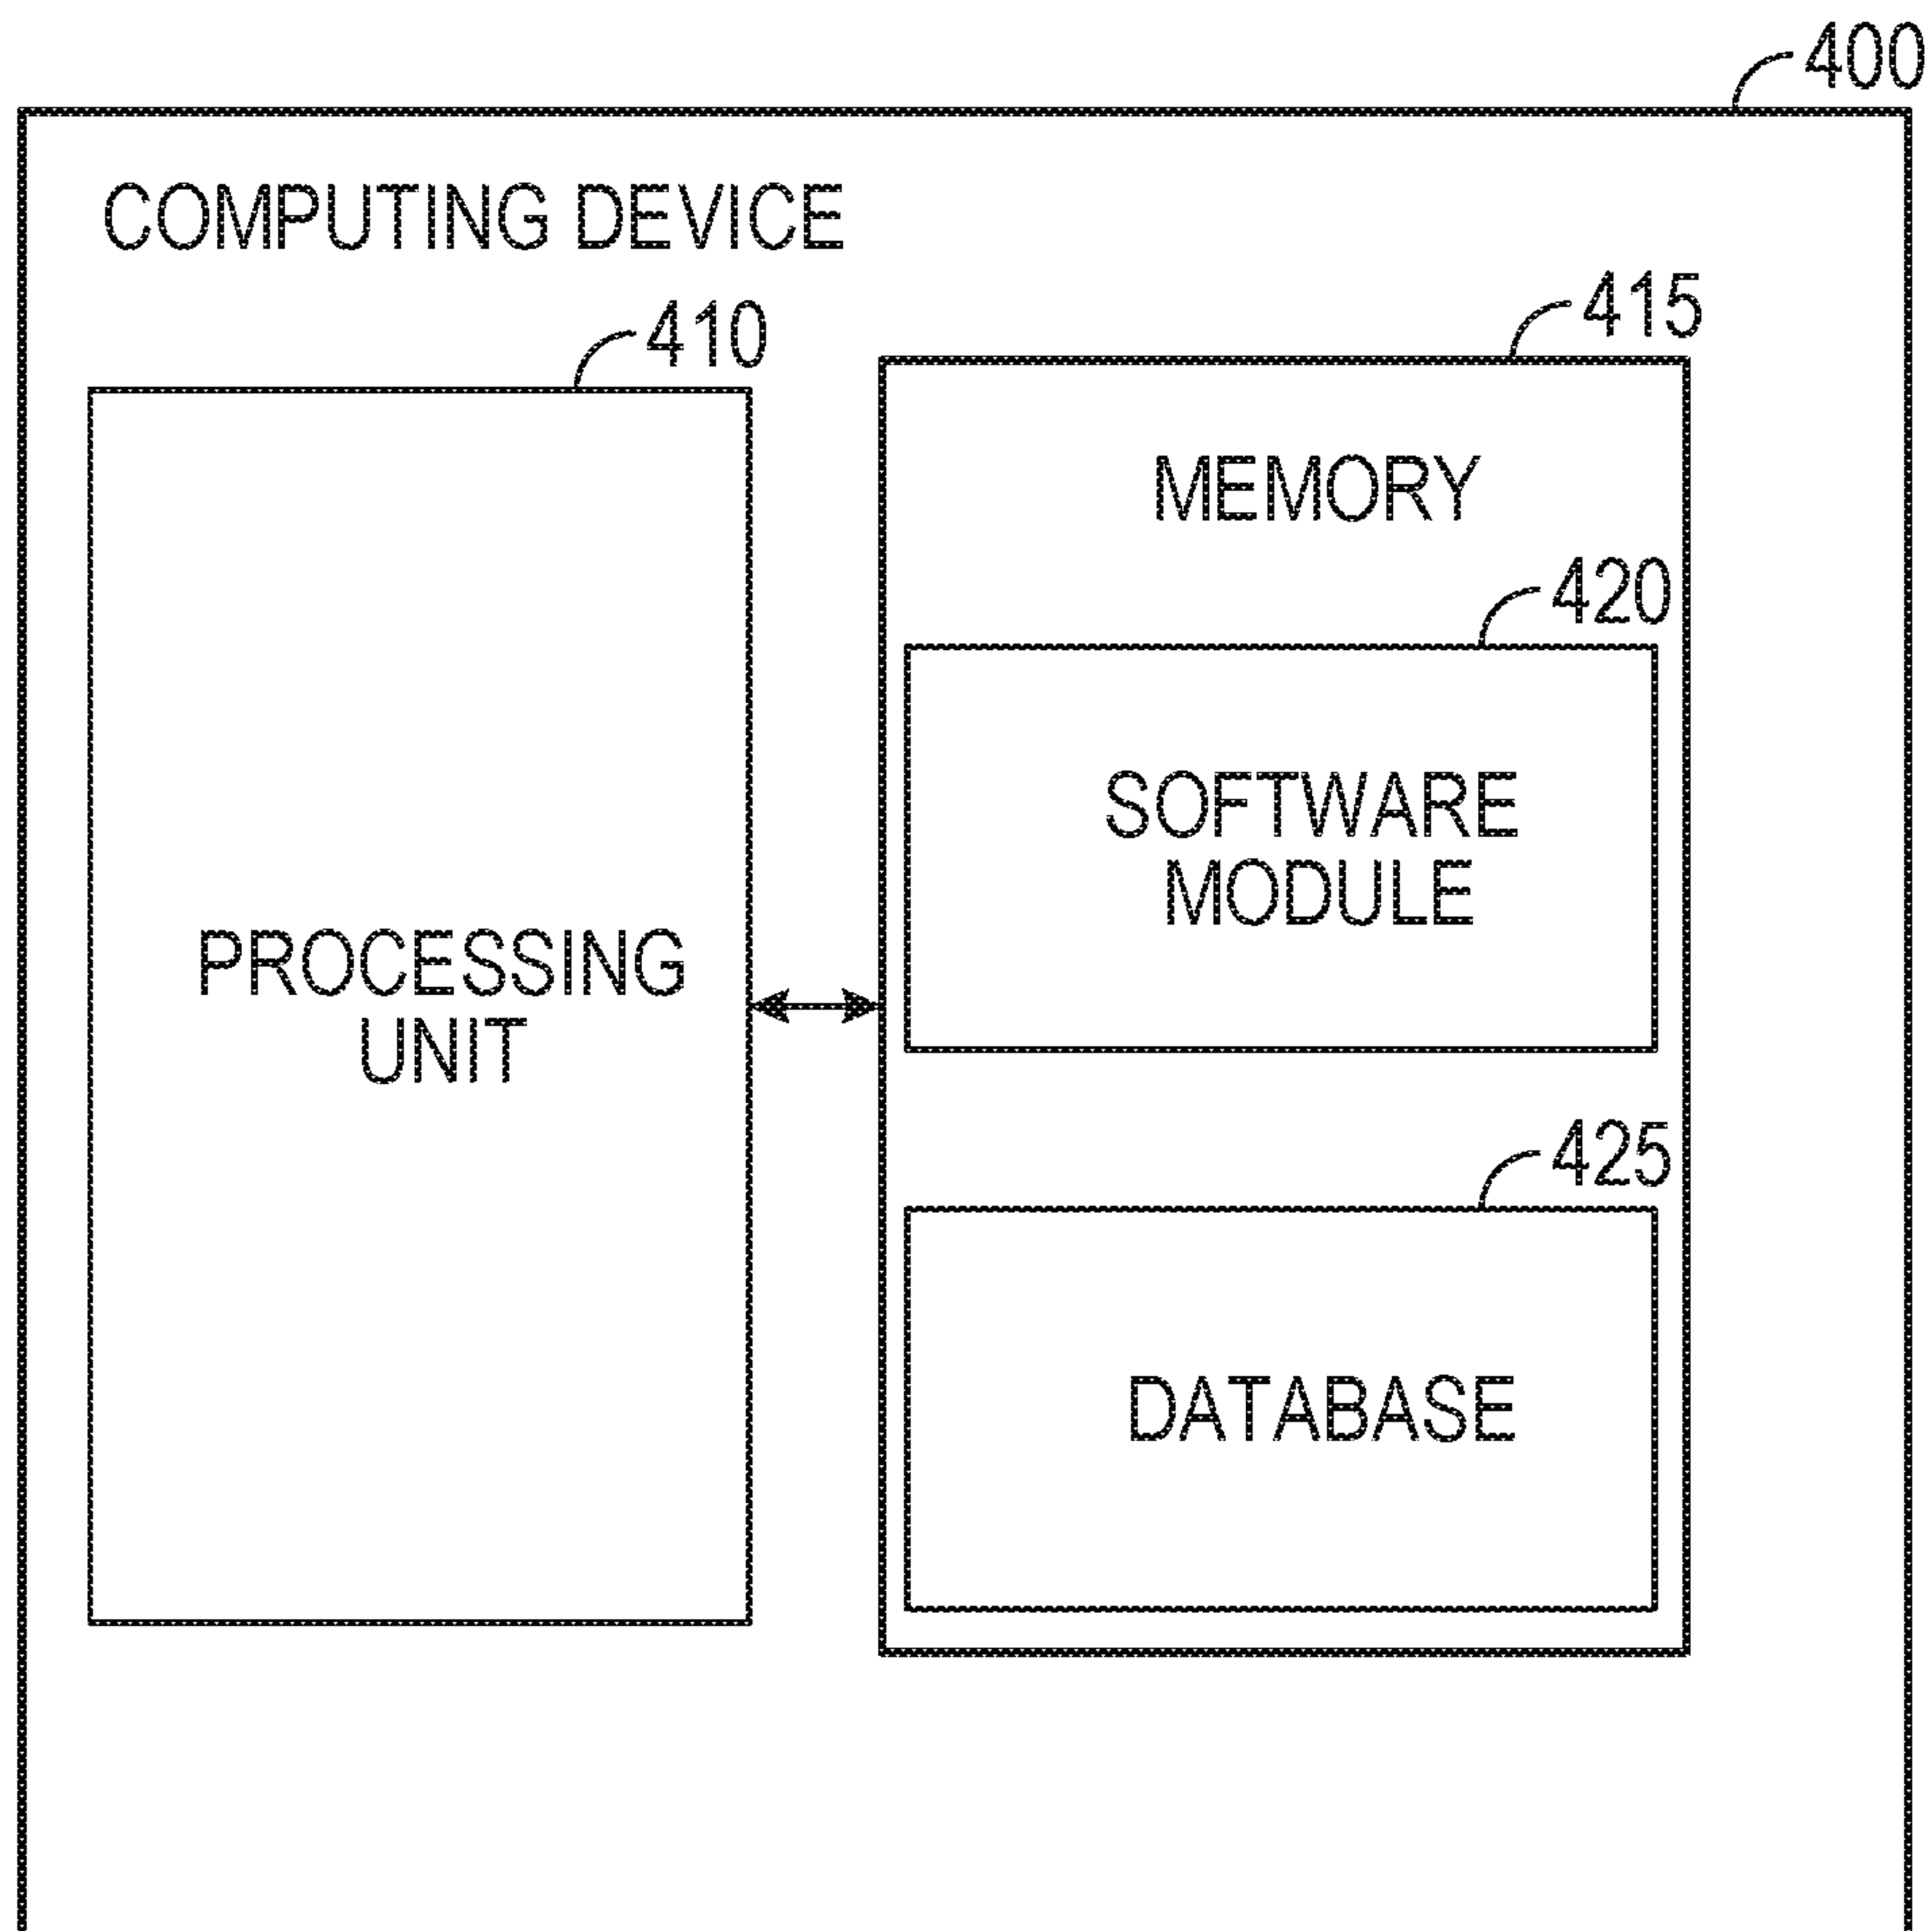 400
COMPUTING DEVICE
410
415
MEMORY
420
SOFTWARE
MODULE
PROCESSING
UNIT
425
DATABASE